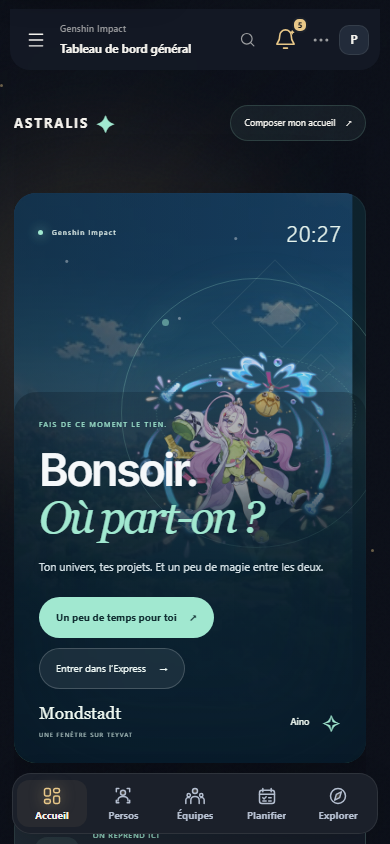 Genshin Impact
Tableau de bord général
5
P
ASTRALIS
Composer mon accueil ↗
Genshin Impact
20:27
FAIS DE CE MOMENT LE TIEN.
Bonsoir.
Où part-on ?
Ton univers, tes projets. Et un peu de magie entre les deux.
Un peu de temps pour toi ↗
Entrer dans l'Express →
Mondstadt
Aino
UNE FENÊTRE SUR TEYVAT
Accueil
Persos
Équipes
Planifier
Explorer
ON REPREND ICI